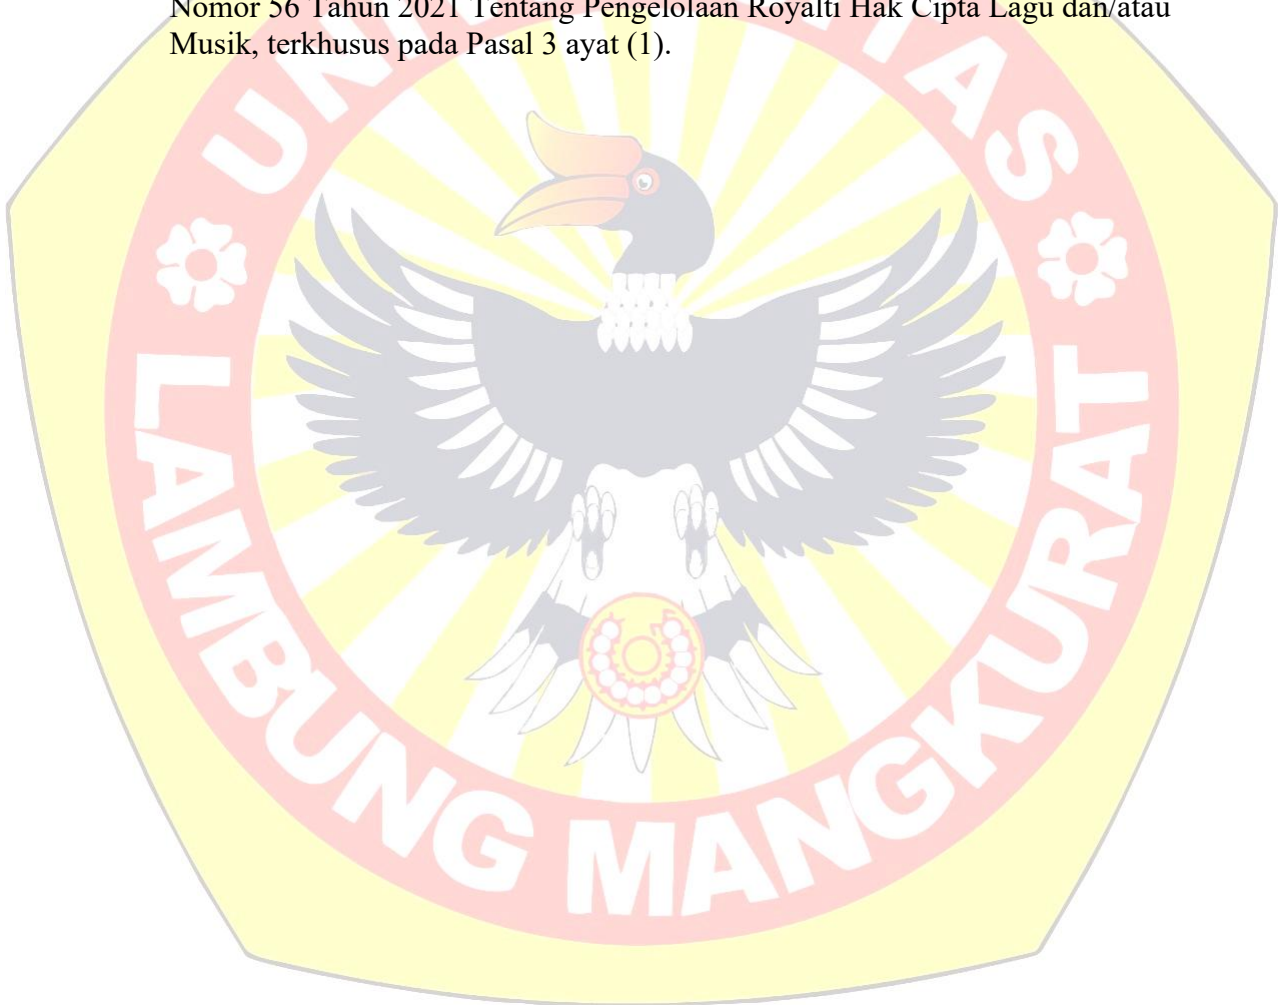 Nomor 56 Tahun 2021 Tentang Pengelolaan Royalti Hak Cipta Lagu dan/atau
Musik, terkhusus pada Pasal 3 ayat (1).
UNIVERSITAS
LAMBUNG MANGKURAT